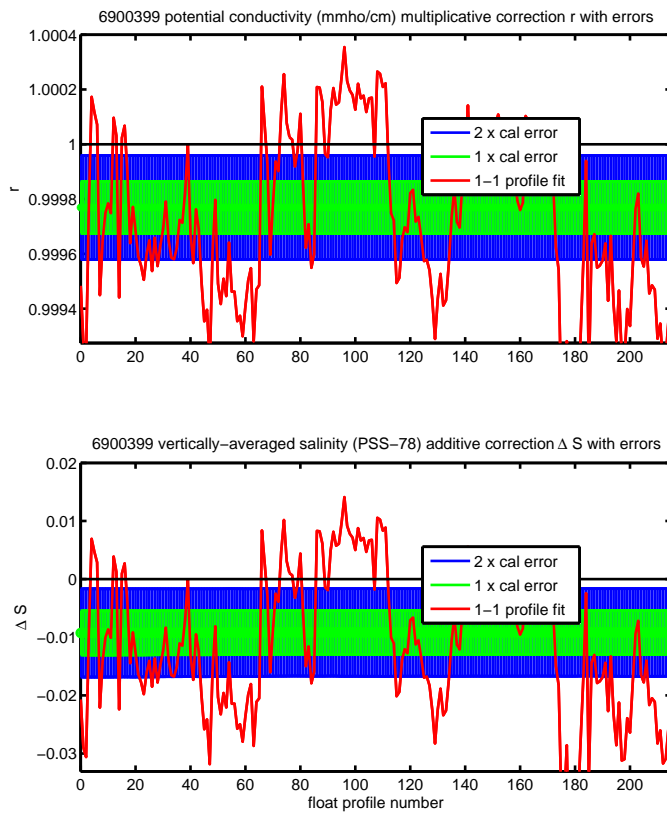 6900399 potential conductivity (mmho/cm) multiplicative correction r with errors
1.0004
1.0002
1
0.9998
0.9996
0.9994
r
2 x cal error
1 x cal error
1−1 profile fit
0 20 40 60 80 100 120 140 160 180 200
6900399 vertically−averaged salinity (PSS−78) additive correction Δ S with errors
0.02
0.01
0
−0.01
−0.02
−0.03
Δ S
2 x cal error
1 x cal error
1−1 profile fit
0 20 40 60 80 100 120 140 160 180 200
float profile number